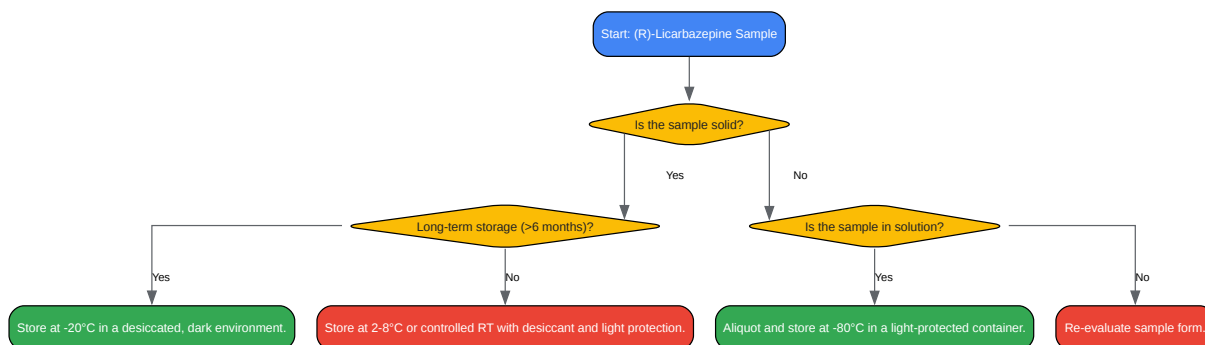 Start: (R)-Licarbazepine Sample
Is the sample solid?
Yes
No
Long-term storage (>6 months)?
Is the sample in solution?
Yes
No
Yes
No
Store at -20°C in a desiccated, dark environment.
Store at 2-8°C or controlled RT with desiccant and light protection.
Aliquot and store at -80°C in a light-protected container.
Re-evaluate sample form.